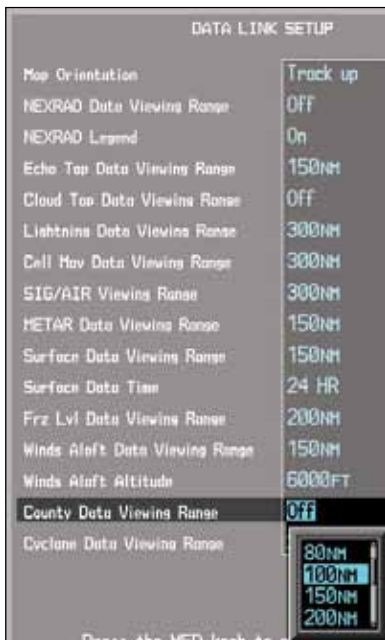 DATA LINK SETUP
Map Orientation Track up
NEXRAD Data Viewing Range Off
NEXRAD Legend On
Echo Top Data Viewing Range 150NM
Cloud Top Data Viewing Range Off
Lightning Data Viewing Range 300NM
Cell Mov Data Viewing Range 300NM
SIG/AIR Viewing Range 300NM
METAR Data Viewing Range 150NM
Surface Data Viewing Range 150NM
Surface Data Time 24 HR
Frz Lvl Data Viewing Range 200NM
Winds Aloft Data Viewing Range 150NM
Winds Aloft Altitude 6000FT
County Data Viewing Range Off
Cyclone Data Viewing Range
80NM
100NM
150NM
200NM
Press the MFD knob to